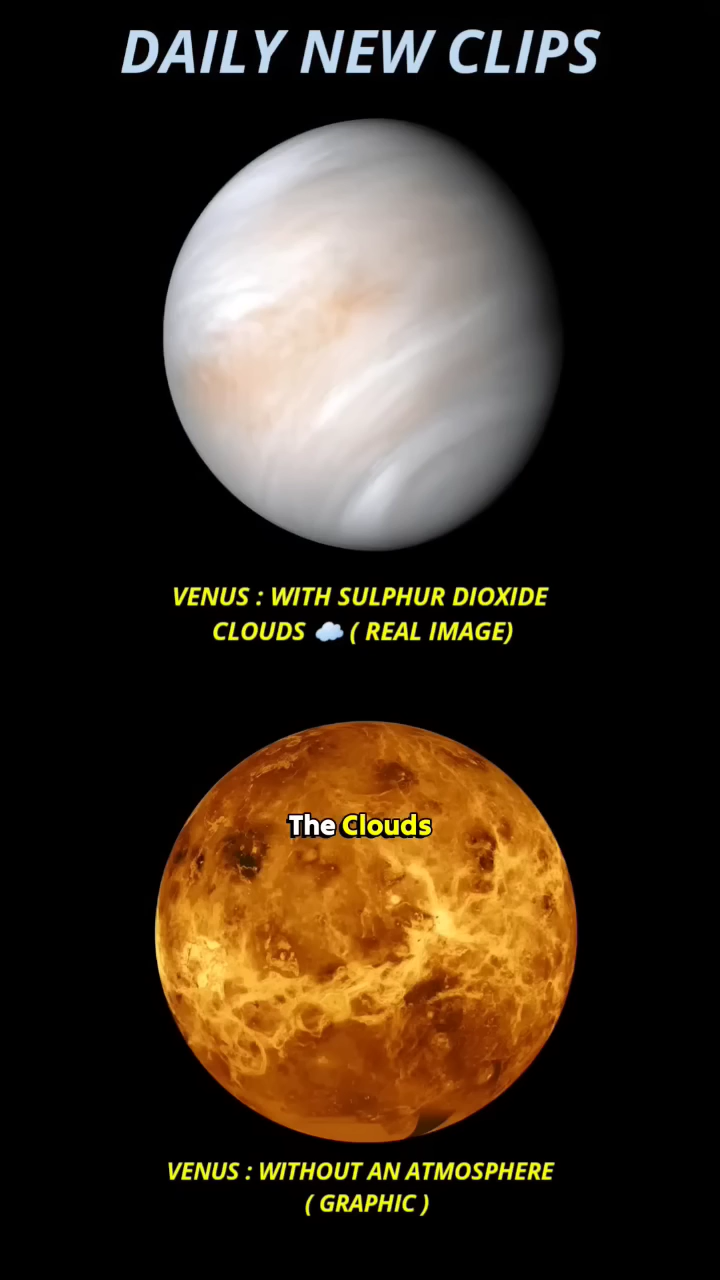 DAILY NEW CLIPS
VENUS : WITH SULPHUR DIOXIDE
CLOUDS ☁️ ( REAL IMAGE)
The Clouds
VENUS : WITHOUT AN ATMOSPHERE
( GRAPHIC )